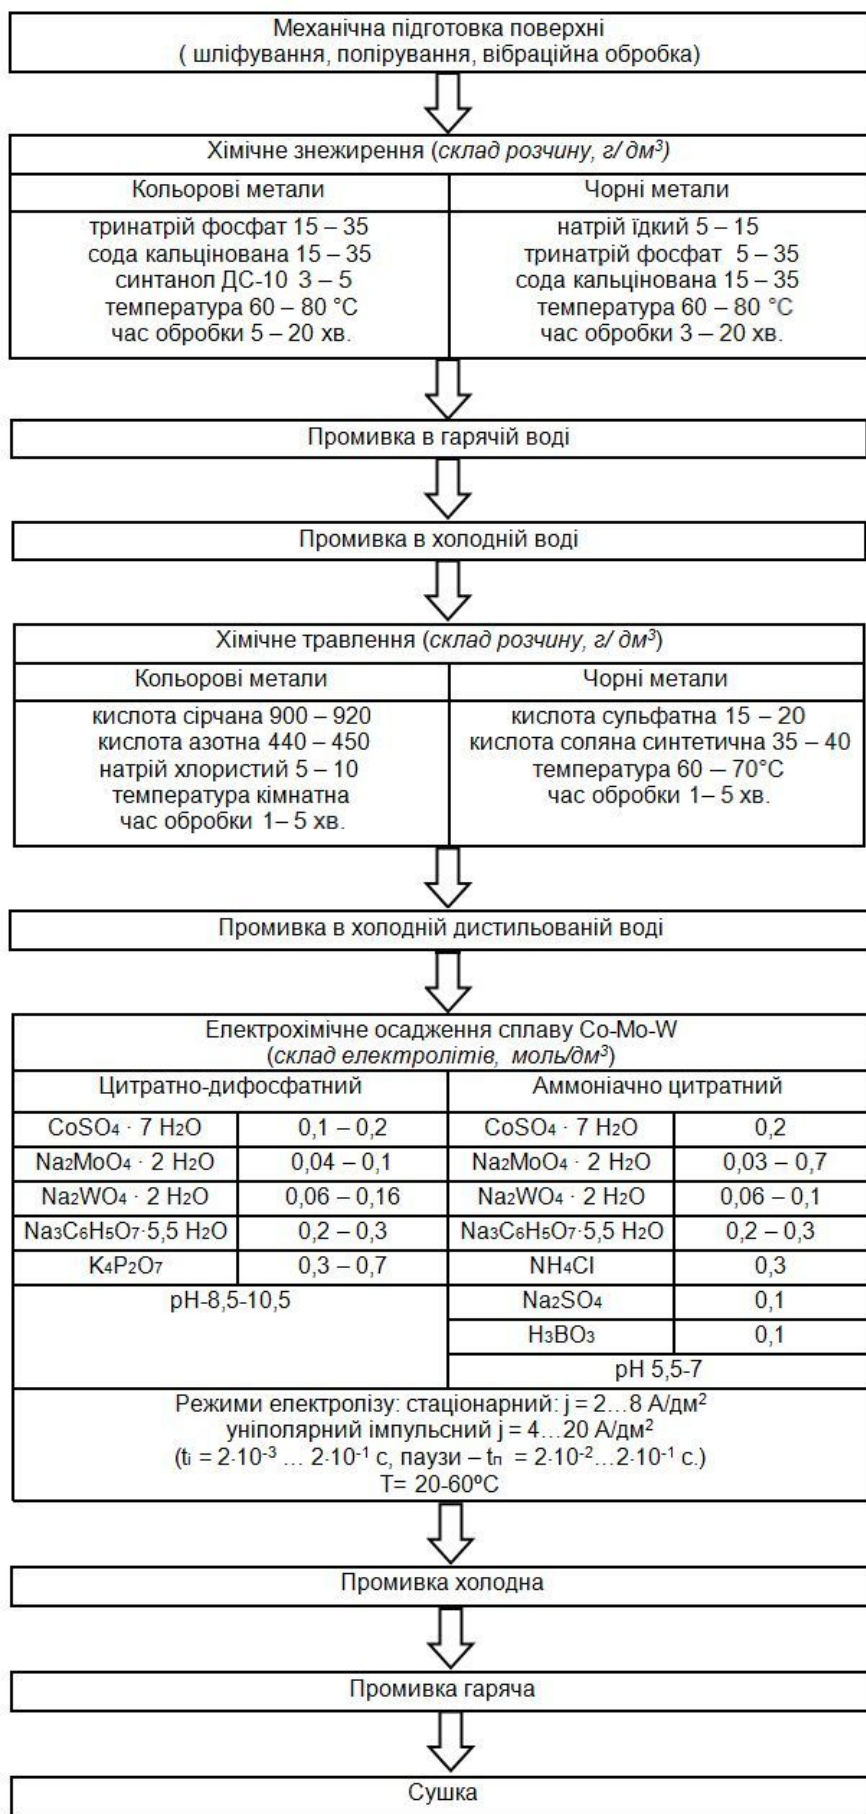 Механічна підготовка поверхні
( шліфування, полірування, вібраційна обробка)
Хімічне знежирення (склад розчину, г/ дм³)
Кольорові метали
Чорні метали
тринатрій фосфат 15 – 35
сода кальцінована 15 – 35
синтанол ДС-10 3 – 5
температура 60 – 80 °С
час обробки 5 – 20 хв.
натрій їдкий 5 – 15
тринатрій фосфат 5 – 35
сода кальцінована 15 – 35
температура 60 – 80 °С
час обробки 3 – 20 хв.
Промивка в гарячій воді
Промивка в холодній воді
Хімічне травлення (склад розчину, г/ дм³)
Кольорові метали
Чорні метали
кислота сірчана 900 – 920
кислота азотна 440 – 450
натрій хлористий 5 – 10
температура кімнатна
час обробки 1– 5 хв.
кислота сульфатна 15 – 20
кислота соляна синтетична 35 – 40
температура 60 – 70°С
час обробки 1– 5 хв.
Промивка в холодній дистильованій воді
Електрохімічне осадження сплаву Co-Mo-W
(склад електролітів, моль/дм³)
Цитратно-дифосфатний
Аммоніачно цитратний
CoSO₄ · 7 H₂O 0,1 – 0,2 CoSO₄ · 7 H₂O 0,2
Na₂MoO₄ · 2 H₂O 0,04 – 0,1 Na₂MoO₄ · 2 H₂O 0,03 – 0,7
Na₂WO₄ · 2 H₂O 0,06 – 0,16 Na₂WO₄ · 2 H₂O 0,06 – 0,1
Na₃C₆H₅O₇·5,5 H₂O 0,2 – 0,3 Na₃C₆H₅O₇·5,5 H₂O 0,2 – 0,3
K₄P₂O₇ 0,3 – 0,7 NH₄Cl 0,3
pH-8,5-10,5 Na₂SO₄ 0,1
H₃BO₃ 0,1
pH 5,5-7
Режими електролізу: стаціонарний: j = 2…8 А/дм²
уніполярний імпульсний j = 4…20 А/дм²
(tᵢ = 2·10⁻³ … 2·10⁻¹ с, паузи – tп = 2·10⁻²…2·10⁻¹ с.)
Т= 20-60ºС
Промивка холодна
Промивка гаряча
Сушка